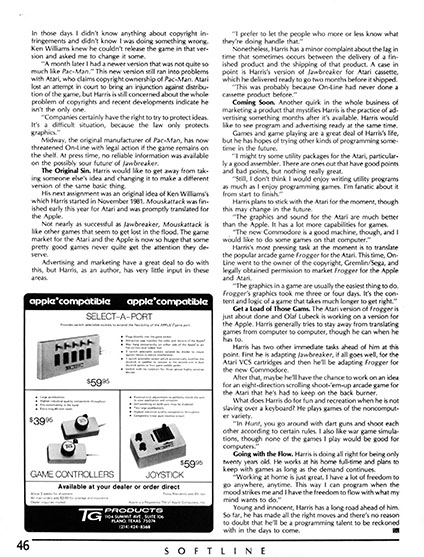 In those days I didn't know anything about copyright in-
fringements and didn't know I was doing something wrong.
Ken Williams knew he couldn't release the game in that ver-
sion and asked me to change it some.
"A month later I had a newer version that was not quite so
much like Pac-Man." This new version still ran into problems
with Atari, who claims copyright ownership of Pac-Man. Atari
lost an attempt in court to bring an injunction against distribu-
tion of the game, but Harris is still concerned about the whole
problem of copyrights and recent developments indicate he
isn't the only one.
"Companies certainly have the right to try to protect ideas.
It's a difficult situation, because the law only protects
graphics."
Midway, the original manufacturer of Pac-Man, has now
threatened On-Line with legal action if the game remains on
the shelf. At press time, no reliable information was available
on the possibly sour future of Jawbreaker.
The Original Sin. Harris would like to get away from tak-
ing someone else's idea and changing it to make a different
version of the same basic thing.
His next assignment was an original idea of Ken Williams's
which Harris started in November 1981. Mouskattack was fin-
ished early this year for Atari and was promptly translated for
the Apple.
Not nearly as successful as Jawbreaker, Mouskattack is
like other games that seem to get lost in the flood. The game
market for the Atari and the Apple is now so huge that some
pretty good games never quite get the attention they de-
serve.
Advertising and marketing have a great deal to do with
this, but Harris, as an author, has very little input in these
areas.
"I prefer to let the people who more or less know what
they're doing handle that."
Nonetheless, Harris has a minor complaint about the lag in
time that sometimes occurs between the delivery of a fin-
ished product and the shipping of that product. A case in
point is Harris's version of Jawbreaker for Atari cassette,
which he delivered ready to go two months before it shipped.
"This was probably because On-Line had never done a
cassette product before."
Coming Soon. Another quirk in the whole business of
marketing a product that mystifies Harris is the practice of ad-
vertising something months after it's available. Harris would
like to see program and advertising ready at the same time.
Games and game playing are a great deal of Harris's life,
but he has hopes of trying other kinds of programming some-
time in the future.
"I might try some utility packages for the Atari, particular-
ly a good assembler. There are ones out that have good points
and bad points, but nothing really great.
"Still, I don't think I would enjoy writing utility programs
as much as I enjoy programming games. I'm fanatic about it
from start to finish."
Harris plans to stick with the Atari for the moment, though
this may change in the future.
"The graphics and sound for the Atari are much better
than the Apple. It has a lot more capabilities for games.
"The new Commodore is a good machine, though, and I
would like to do some games on that computer."
Harris's most pressing task at the moment is to translate
the popular arcade game Frogger for the Atari. This time, On-
Line went to the owner of the copyright, Gremlin/Sega, and
legally obtained permission to market Frogger for the Apple
and Atari.
"The graphics in a game are usually the easiest thing to do.
Frogger's graphics took me three or four days. It's the con-
tent and logic of a game that takes much longer to get right."
Get a Load of Those Gams. The Atari version of Frogger is
just about done and Olaf Lubeck is working on a version for
the Apple. Harris generally tries to stay away from translating
games from computer to computer, though he can when he
has to.
Harris has two other immediate tasks ahead of him at this
point. First he is adapting Jawbreaker, if all goes well, for the
Atari VCS cartridges and then he'll be adapting Frogger for
the new Commodore.
After that, maybe he'll have the chance to work on an idea
for an eight-direction scrolling shoot-'em-up arcade game for
the Atari that he's had to keep on the back burner.
What does Harris do for fun and recreation when he is not
slaving over a keyboard? He plays games of the noncomput-
er variety.
"In Hunt, you go around with dart guns and shoot each
other according to certain rules. I also like war game simula-
tions, though none of the games I play would be good for
computers."
Going with the Flow. Harris is doing all right for being only
twenty years old. He works at his home full-time and plans to
keep with games as long as the demand continues.
"Working at home is just great. I have a lot of freedom to
go anywhere, anytime. This way I can program when the
mood strikes me and I have the freedom to flow with what my
mind wants to do."
Young and innocent, Harris has a long road ahead of him.
So far, he has made all the right moves and there's no reason
to doubt that he'll be a programming talent to be reckoned
with in the days to come.
apple* compatible
apple* compatible
SELECT-A-PORT
$59.95
$39.95
GAME CONTROLLERS
$59.95
JOYSTICK
Available at your dealer or order direct
TG PRODUCTS
1104 SUMMIT AVE., SUITE 106
PLANO, TEXAS 75074
(214) 424-8568
46
SOFTLINE